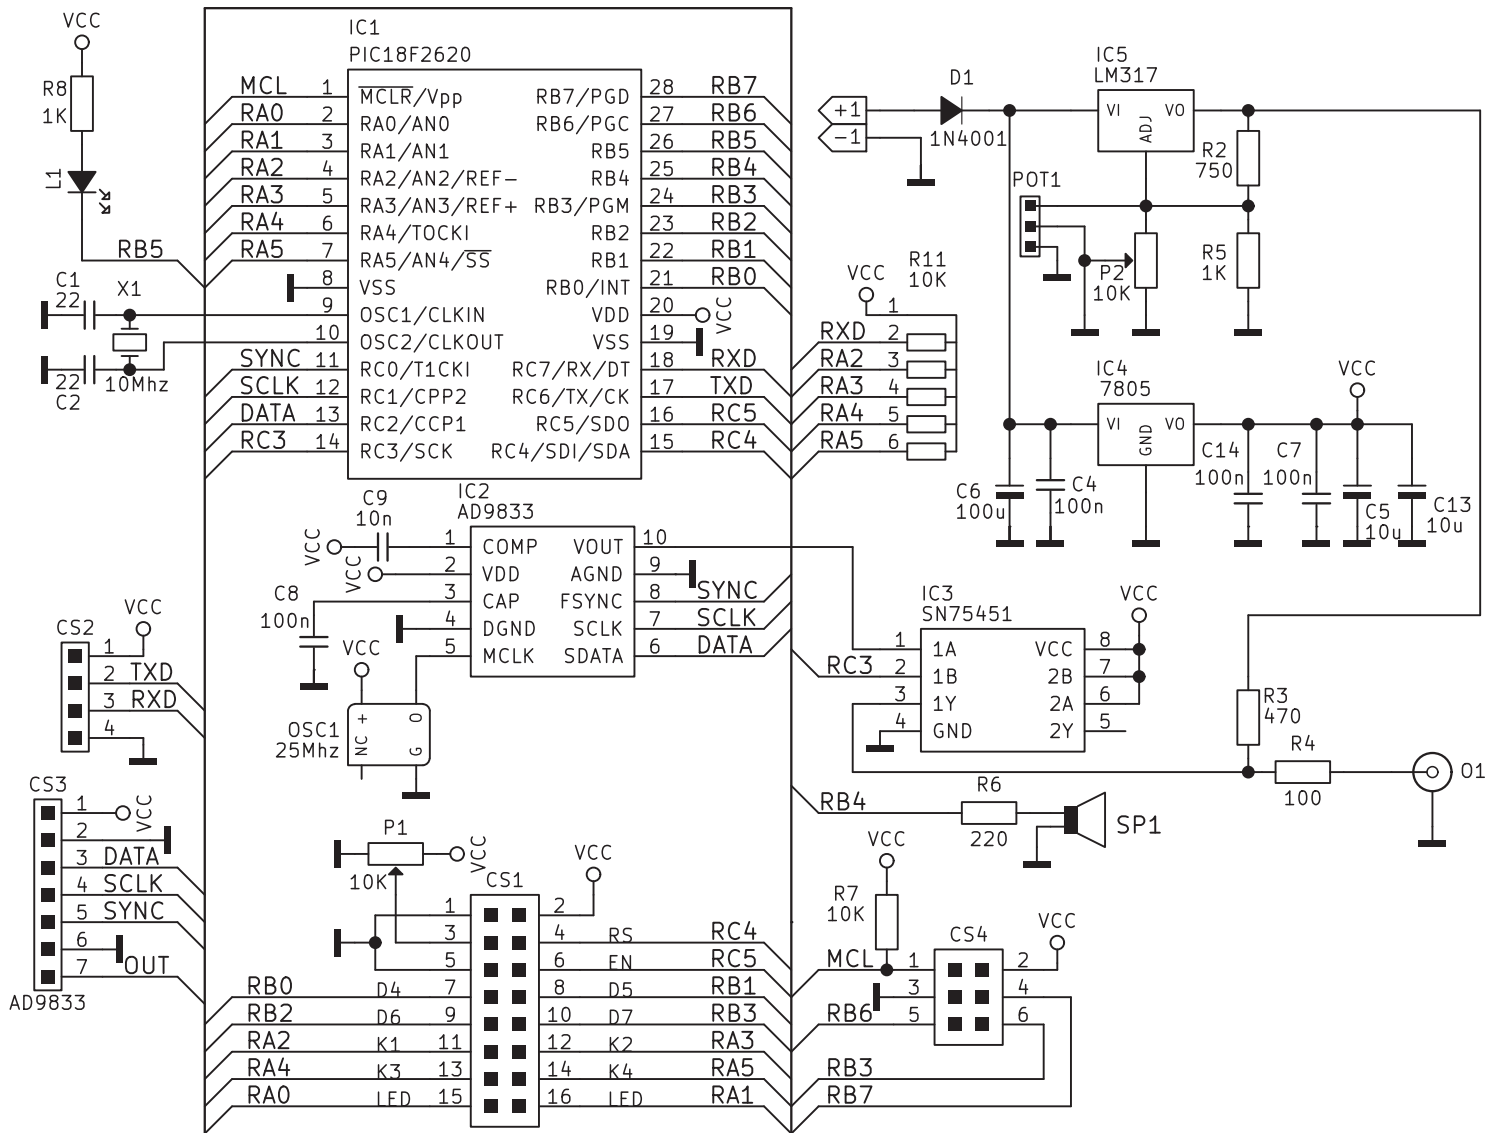 VCC
R8
1K
L1
RB5
C1
22
X1
22
C2
10Mhz
IC1
PIC18F2620
MCL 1 MCLR/Vpp RB7/PGD 28 RB7
RA0 2 RA0/AN0 RB6/PGC 27 RB6
RA1 3 RA1/AN1 RB5 26 RB5
RA2 4 RA2/AN2/REF- RB4 25 RB4
RA3 5 RA3/AN3/REF+ RB3/PGM 24 RB3
RA4 6 RA4/TOCKI RB2 23 RB2
RA5 7 RA5/AN4/SS RB1 22 RB1
8 VSS RB0/INT 21 RB0
9 OSC1/CLKIN VDD 20 VCC
10 OSC2/CLKOUT VSS 19
SYNC 11 RC0/T1CKI RC7/RX/DT 18 RXD
SCLK 12 RC1/CPP2 RC6/TX/CK 17 TXD
DATA 13 RC2/CCP1 RC5/SDO 16 RC5
RC3 14 RC3/SCK RC4/SDI/SDA 15 RC4
+1
-1
D1
1N4001
IC5
LM317
VI VO
ADJ
R2
750
POT1
P2
10K
R5
1K
R11
10K
VCC
1
RXD 2
RA2 3
RA3 4
RA4 5
RA5 6
IC4
7805
VI VO
GND
VCC
C6
100u
C4
100n
C14
100n
C7
100n
C5
10u
C13
10u
IC2
AD9833
C9
10n
VCC
VCC
1 COMP VOUT 10
2 VDD AGND 9
3 CAP FSYNC 8 SYNC
4 DGND SCLK 7 SCLK
5 MCLK SDATA 6 DATA
C8
100n
VCC
OSC1
25Mhz
+ O
NC G
CS2
VCC
1
2 TXD
3 RXD
4
IC3
SN75451
VCC
1 1A VCC 8
RC3 2 1B 2B 7
3 1Y 2A 6
4 GND 2Y 5
R3
470
R4
100
O1
RB4
R6
220
SP1
CS3
1 VCC
2
3 DATA
4 SCLK
5 SYNC
6
7 OUT
AD9833
P1
10K
VCC
CS1
VCC
1 2
3 4 RS RC4
5 6 EN RC5
RB0 D4 7 8 D5 RB1
RB2 D6 9 10 D7 RB3
RA2 K1 11 12 K2 RA3
RA4 K3 13 14 K4 RA5
RA0 LED 15 16 LED RA1
VCC
R7
10K
CS4
VCC
MCL 1 2
3 4
RB6 5 6
RB3
RB7